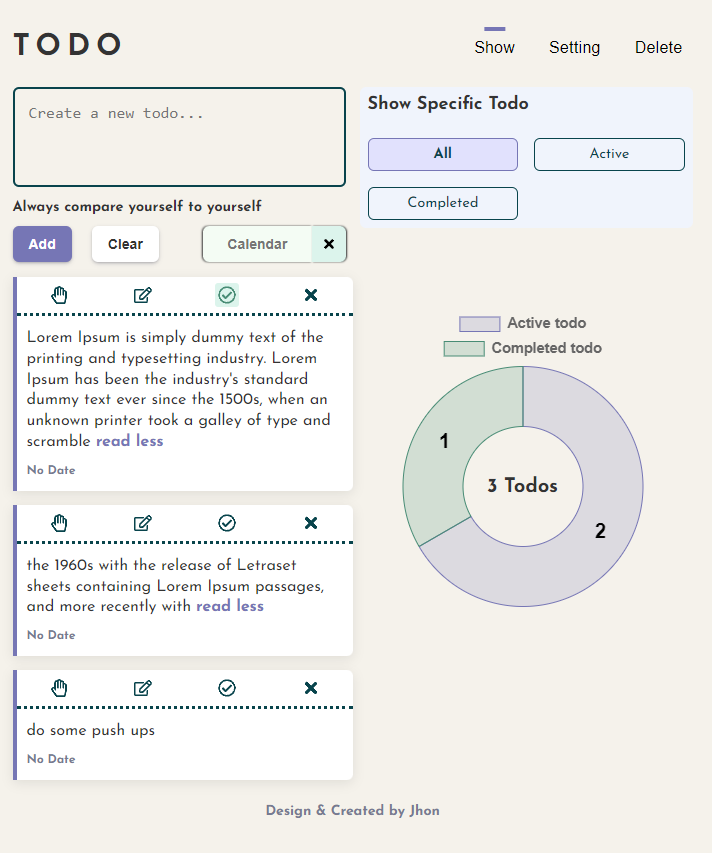 TODO
Show Setting Delete
Create a new todo...
Always compare yourself to yourself
Add Clear Calendar
Show Specific Todo
All Active
Completed
Lorem Ipsum is simply dummy text of the
printing and typesetting industry. Lorem
Ipsum has been the industry's standard
dummy text ever since the 1500s, when an
unknown printer took a galley of type and
scramble read less
No Date
the 1960s with the release of Letraset
sheets containing Lorem Ipsum passages,
and more recently with read less
No Date
do some push ups
No Date
Active todo
Completed todo
1
3 Todos
2
Design & Created by Jhon